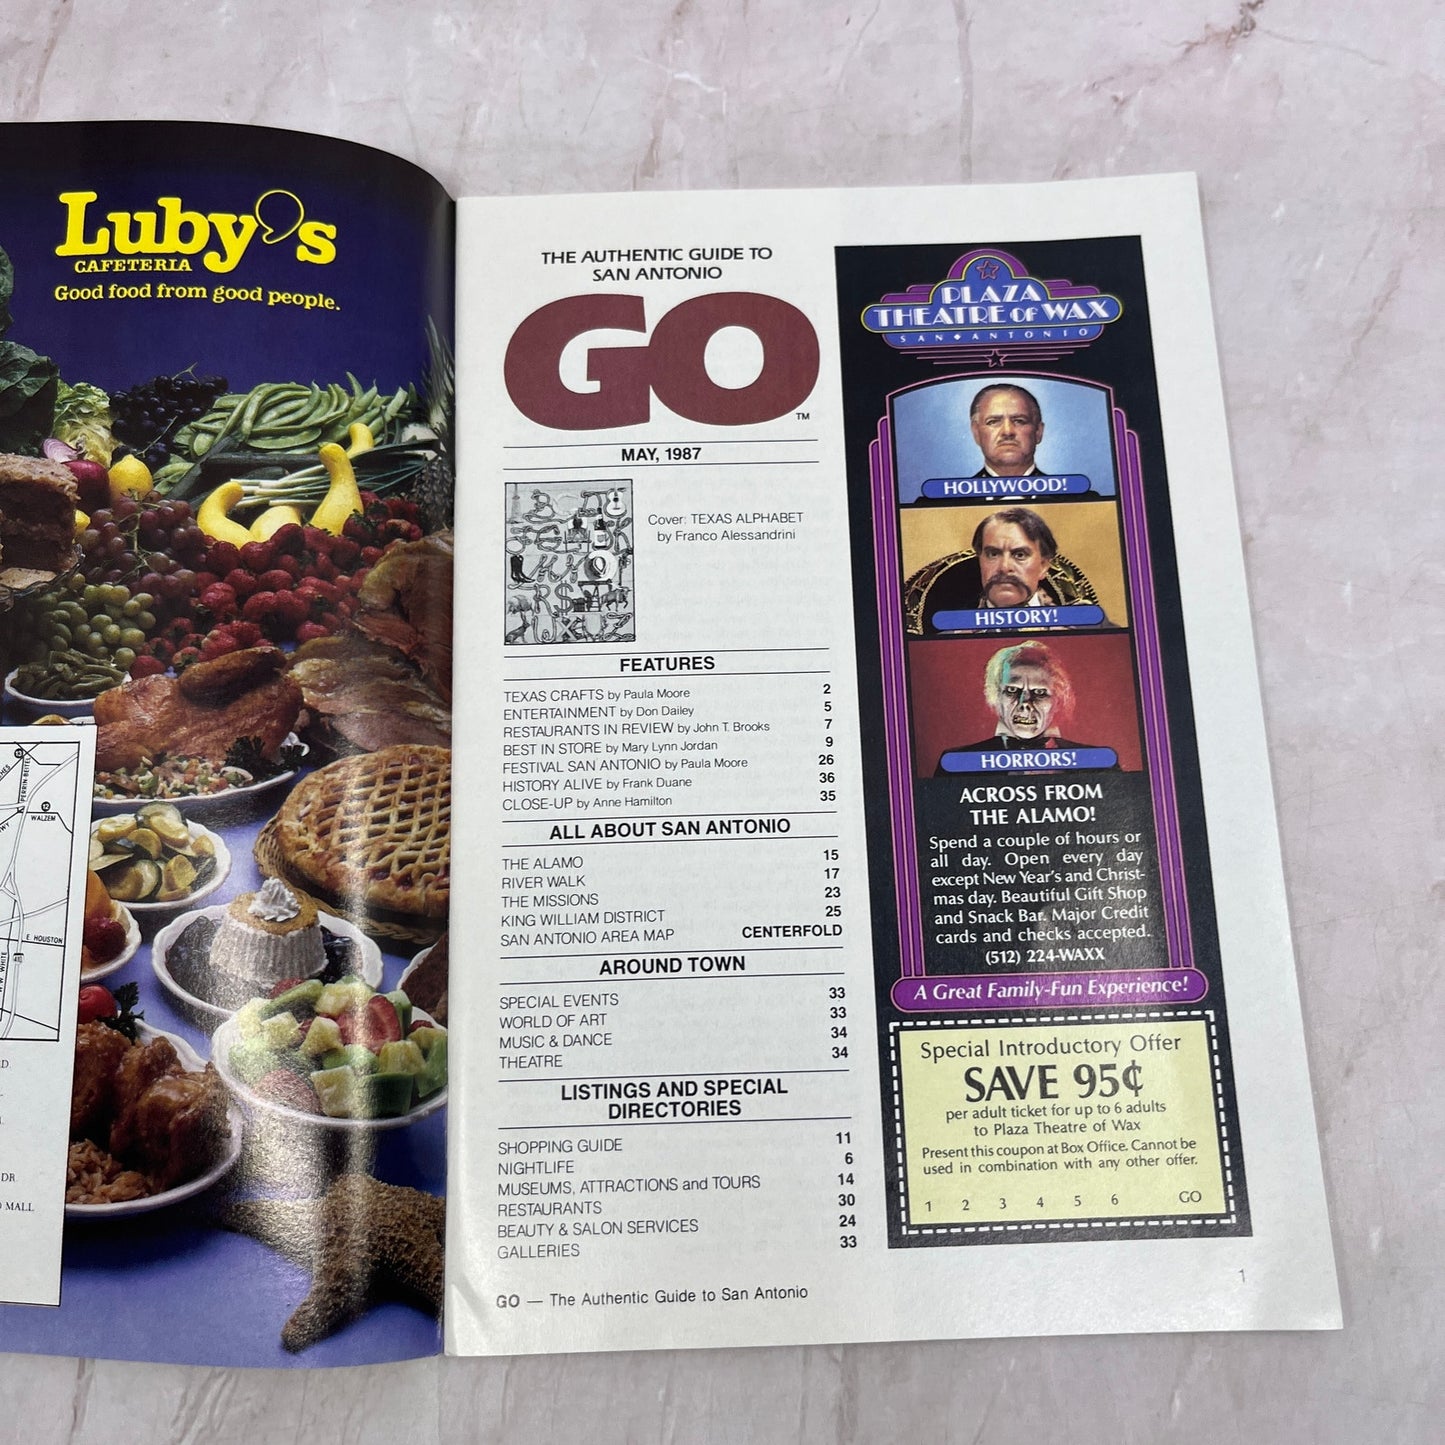 Luby's
CAFETERIA
Good food from good people.
PERRIN-BEITEL
WALZEM
E. HOUSTON
W.W. WHITE
DR.
MALL
THE AUTHENTIC GUIDE TO
SAN ANTONIO
GO™
MAY, 1987
Cover: TEXAS ALPHABET
by Franco Alessandrini
FEATURES
TEXAS CRAFTS by Paula Moore 2
ENTERTAINMENT by Don Dailey 5
RESTAURANTS IN REVIEW by John T. Brooks 7
BEST IN STORE by Mary Lynn Jordan 9
FESTIVAL SAN ANTONIO by Paula Moore 26
HISTORY ALIVE by Frank Duane 36
CLOSE-UP by Anne Hamilton 35
ALL ABOUT SAN ANTONIO
THE ALAMO 15
RIVER WALK 17
THE MISSIONS 23
KING WILLIAM DISTRICT 25
SAN ANTONIO AREA MAP CENTERFOLD
AROUND TOWN
SPECIAL EVENTS 33
WORLD OF ART 33
MUSIC & DANCE 34
THEATRE 34
LISTINGS AND SPECIAL
DIRECTORIES
SHOPPING GUIDE 11
NIGHTLIFE 6
MUSEUMS, ATTRACTIONS and TOURS 14
RESTAURANTS 30
BEAUTY & SALON SERVICES 24
GALLERIES 33
GO — The Authentic Guide to San Antonio
PLAZA
THEATRE OF WAX
SAN ANTONIO
HOLLYWOOD!
HISTORY!
HORRORS!
ACROSS FROM
THE ALAMO!
Spend a couple of hours or
all day. Open every day
except New Year's and Christ-
mas day. Beautiful Gift Shop
and Snack Bar. Major Credit
cards and checks accepted.
(512) 224-WAXX
A Great Family-Fun Experience!
Special Introductory Offer
SAVE 95¢
per adult ticket for up to 6 adults
to Plaza Theatre of Wax
Present this coupon at Box Office. Cannot be
used in combination with any other offer.
1 2 3 4 5 6 GO
1